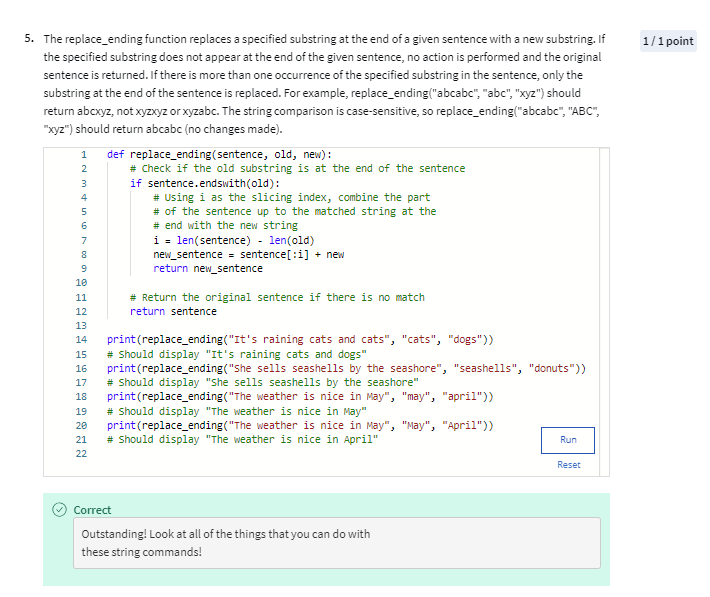 5. The replace_ending function replaces a specified substring at the end of a given sentence with a new substring. If
1 / 1 point
the specified substring does not appear at the end of the given sentence, no action is performed and the original
sentence is returned. If there is more than one occurrence of the specified substring in the sentence, only the
substring at the end of the sentence is replaced. For example, replace_ending("abcabc", "abc", "xyz") should
return abcxyz, not xyzxyz or xyzabc. The string comparison is case-sensitive, so replace_ending("abcabc", "ABC",
"xyz") should return abcabc (no changes made).
1 def replace_ending(sentence, old, new):
2 # Check if the old substring is at the end of the sentence
3 if sentence.endswith(old):
4 # Using i as the slicing index, combine the part
5 # of the sentence up to the matched string at the
6 # end with the new string
7 i = len(sentence) - len(old)
8 new_sentence = sentence[:i] + new
9 return new_sentence
10
11 # Return the original sentence if there is no match
12 return sentence
13
14 print(replace_ending("It's raining cats and cats", "cats", "dogs"))
15 # Should display "It's raining cats and dogs"
16 print(replace_ending("She sells seashells by the seashore", "seashells", "donuts"))
17 # Should display "She sells seashells by the seashore"
18 print(replace_ending("The weather is nice in May", "may", "april"))
19 # Should display "The weather is nice in May"
20 print(replace_ending("The weather is nice in May", "May", "April"))
21 # Should display "The weather is nice in April"
22
Run
Reset
Correct
Outstanding! Look at all of the things that you can do with
these string commands!